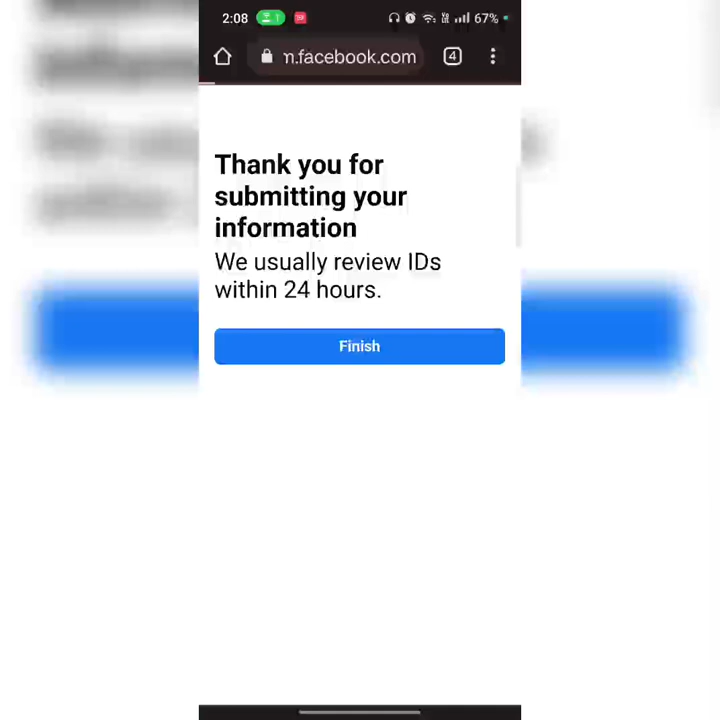 2:08 1 67%
m.facebook.com 4
Thank you for
submitting your
information
We usually review IDs
within 24 hours.
Finish